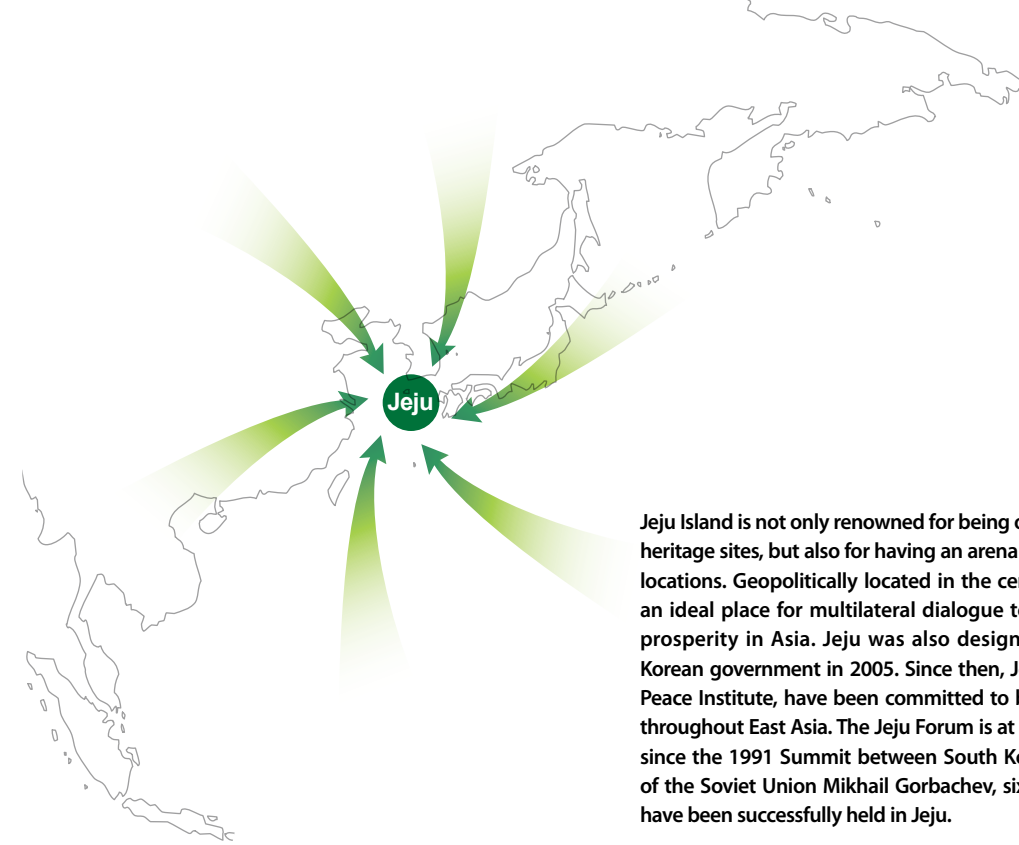 Jeju
Jeju Island is not only renowned for being
heritage sites, but also for having an arena
locations. Geopolitically located in the
an ideal place for multilateral dialogue
prosperity in Asia. Jeju was also
Korean government in 2005. Since then,
Peace Institute, have been committed to
throughout East Asia. The Jeju Forum is at
since the 1991 Summit between South
of the Soviet Union Mikhail Gorbachev,
have been successfully held in Jeju.